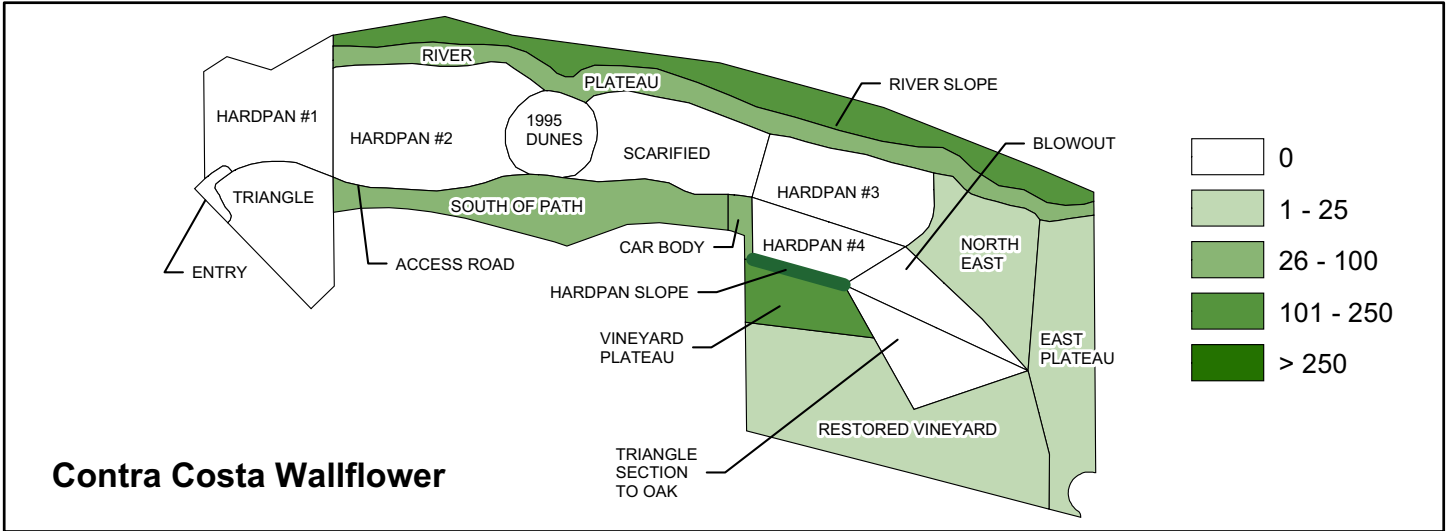 RIVER
PLATEAU
RIVER SLOPE
HARDPAN #1
1995
DUNES
HARDPAN #2
SCARIFIED
BLOWOUT
0
TRIANGLE
HARDPAN #3
1 - 25
SOUTH OF PATH
CAR BODY
HARDPAN #4
NORTH
EAST
26 - 100
ENTRY
ACCESS ROAD
HARDPAN SLOPE
101 - 250
VINEYARD
PLATEAU
EAST
PLATEAU
> 250
RESTORED VINEYARD
TRIANGLE
SECTION
TO OAK
Contra Costa Wallflower